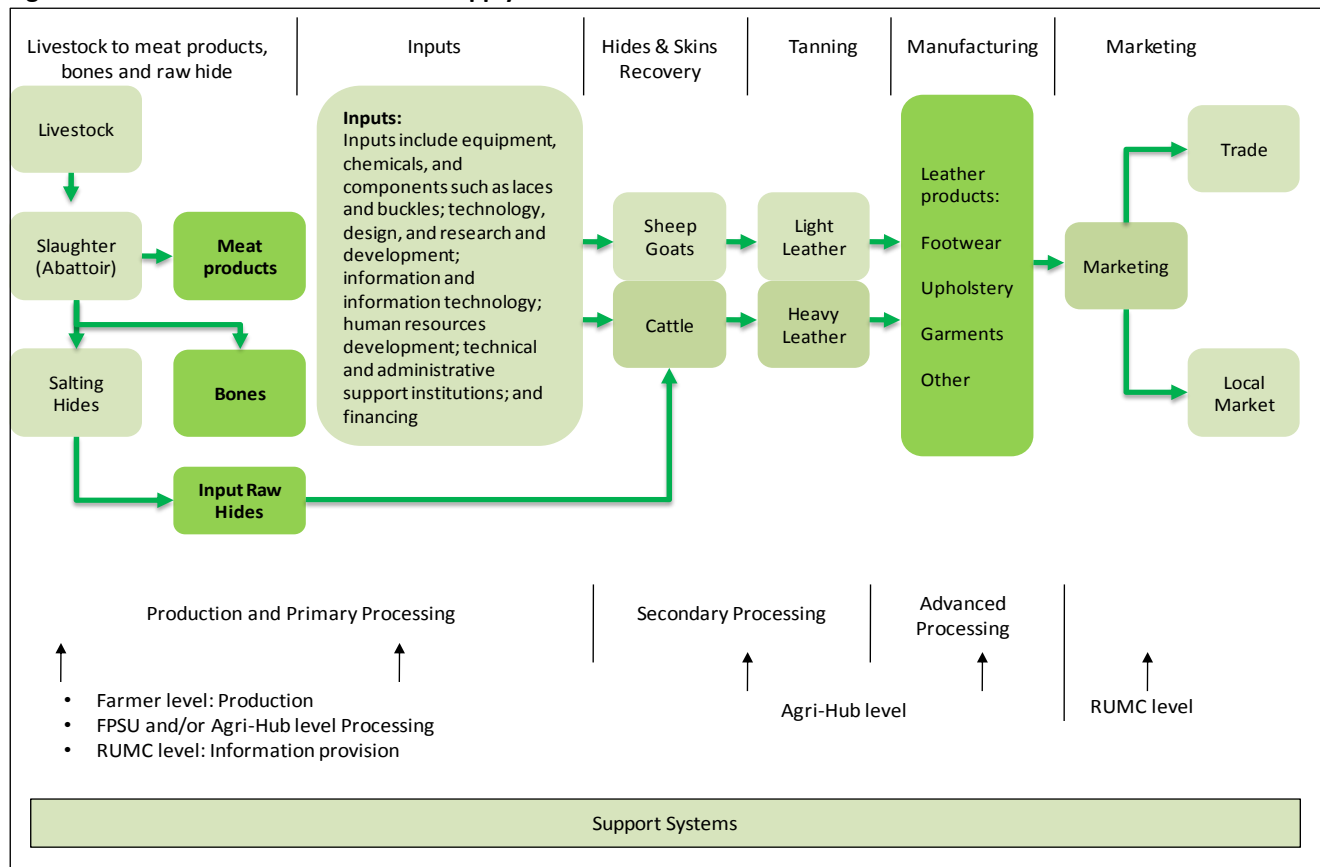 Livestock to meat products,
bones and raw hide
Inputs
Hides & Skins
Recovery
Tanning
Manufacturing
Marketing
Livestock
Slaughter
(Abattoir)
Meat
products
Salting
Hides
Bones
Input Raw
Hides
Inputs:
Inputs include equipment,
chemicals, and
components such as laces
and buckles; technology,
design, and research and
development;
information and
information technology;
human resources
development; technical
and administrative
support institutions; and
financing
Sheep
Goats
Cattle
Light
Leather
Heavy
Leather
Leather
products:
Footwear
Upholstery
Garments
Other
Marketing
Trade
Local
Market
Production and Primary Processing
Secondary Processing
Advanced
Processing
• Farmer level: Production
• FPSU and/or Agri-Hub level Processing
• RUMC level: Information provision
Agri-Hub level
RUMC level
Support Systems